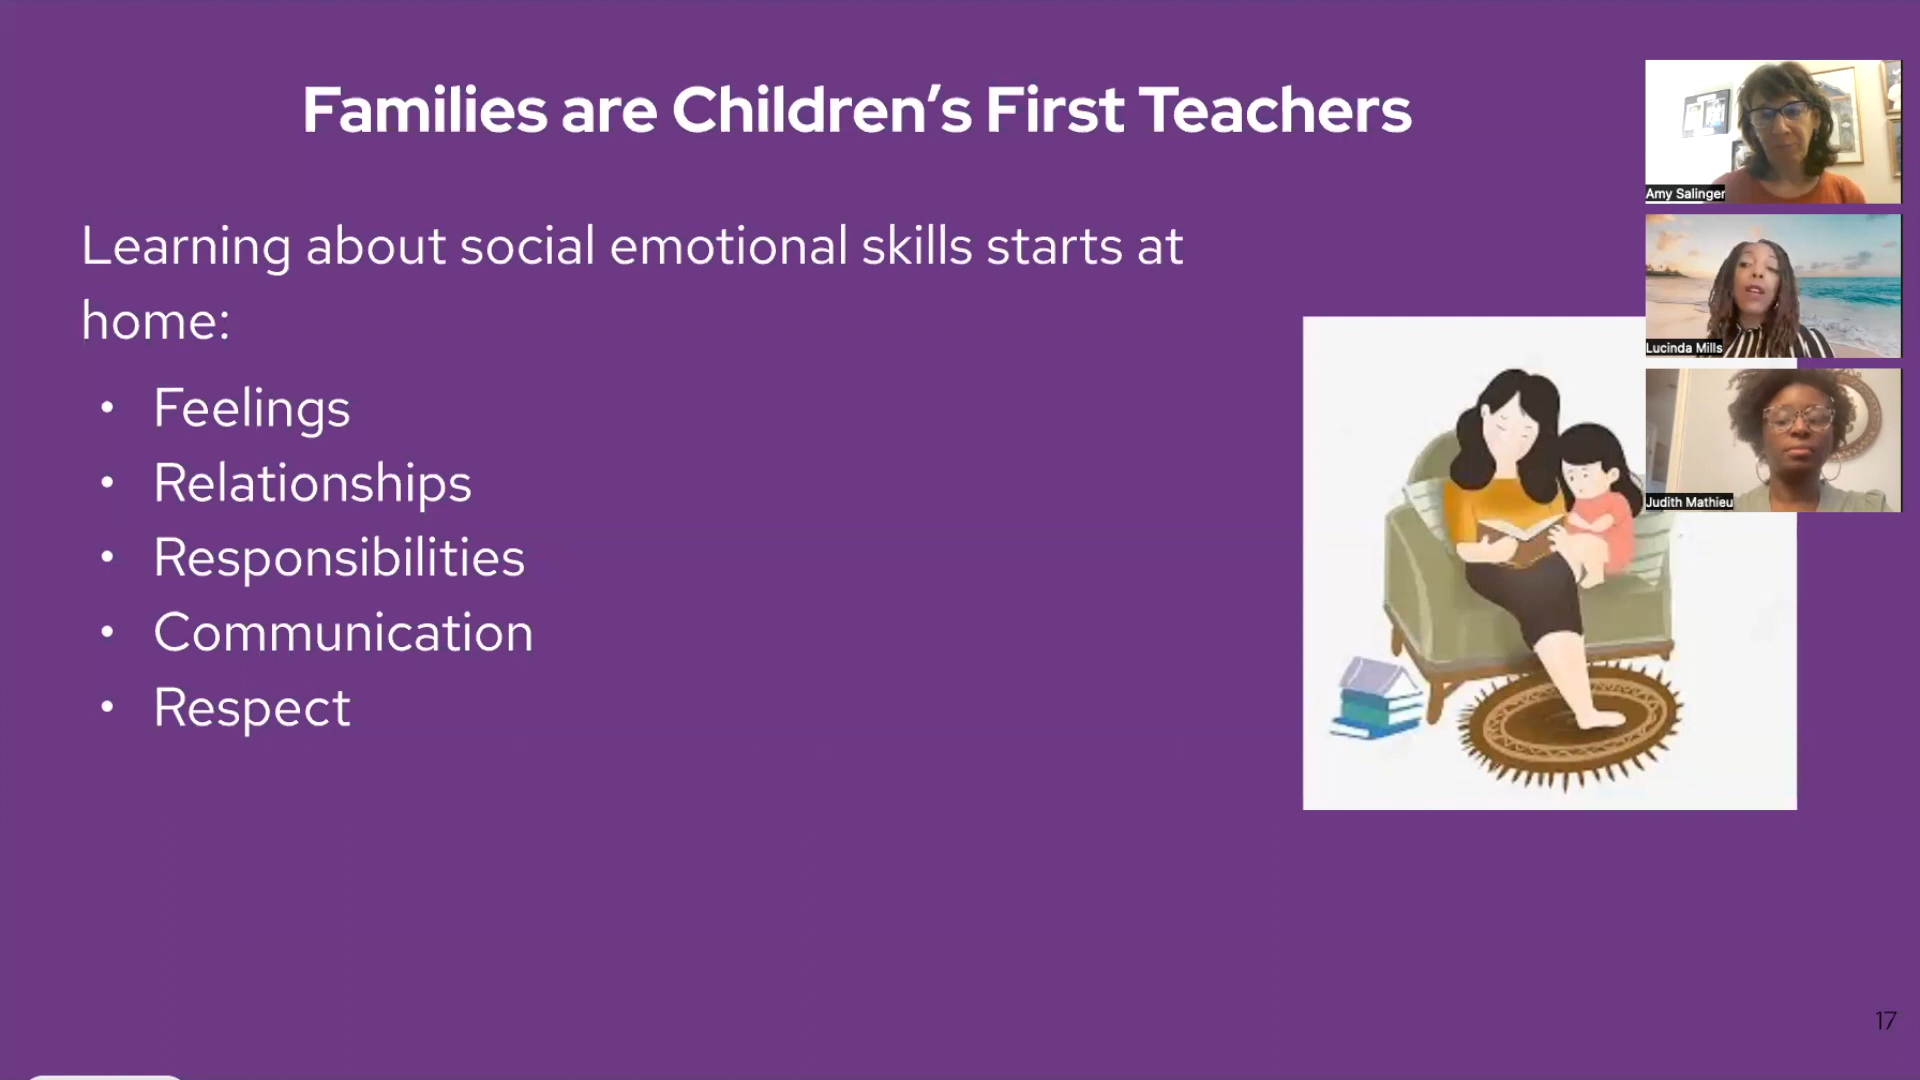 Families are Children’s First Teachers
Learning about social emotional skills starts at
home:
• Feelings
• Relationships
• Responsibilities
• Communication
• Respect
Amy Salinger
Lucinda Mills
Judith Mathieu
17